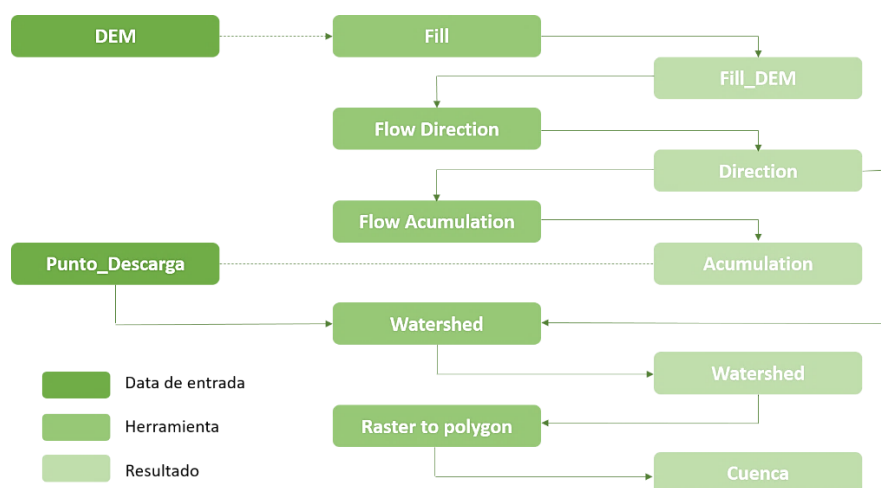 DEM
Fill
Fill_DEM
Flow Direction
Direction
Flow Acumulation
Punto_Descarga
Acumulation
Watershed
Watershed
Raster to polygon
Cuenca
Data de entrada
Herramienta
Resultado